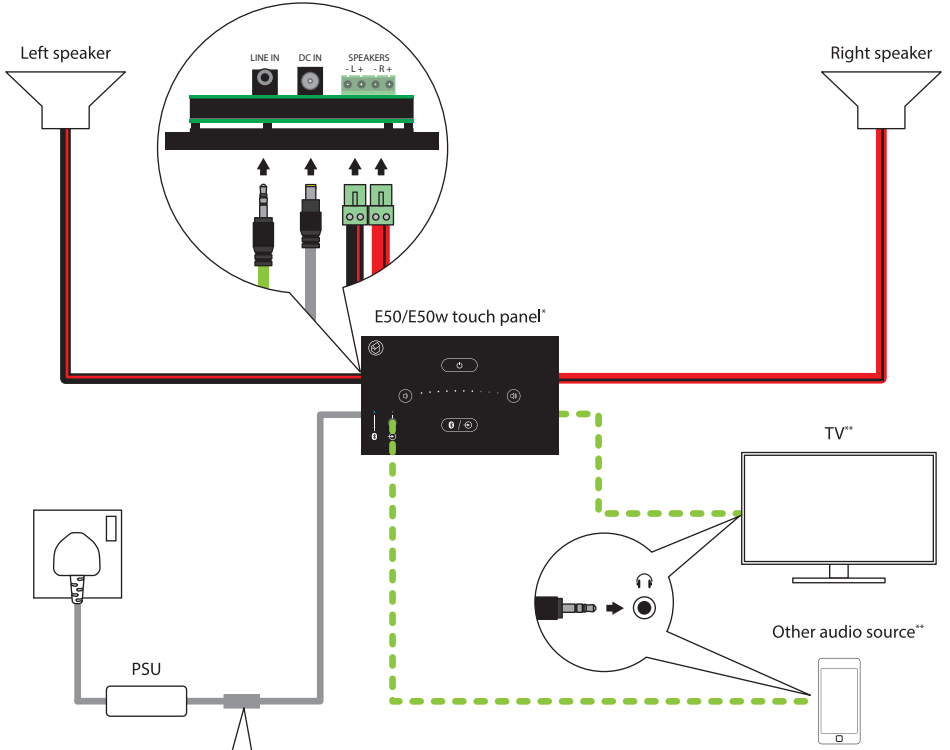 Left speaker
Right speaker
LINE IN
DC IN
SPEAKERS
- L + - R +
E50/E50w touch panel*
TV**
Other audio source**
PSU